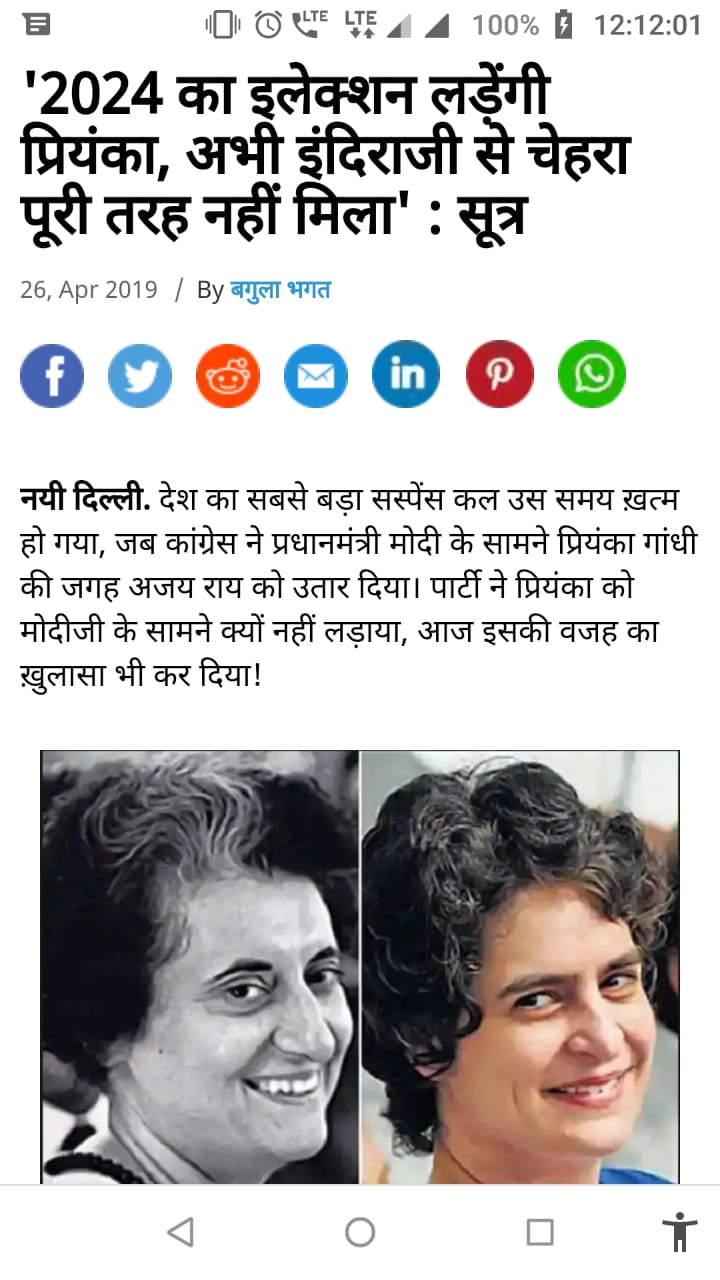 LTE LTE 100% 12:12:01
'2024 का इलेक्शन लड़ेंगी
प्रियंका, अभी इंदिराजी से चेहरा
पूरी तरह नहीं मिला' : सूत्र
26, Apr 2019 / By बगुला भगत
f in
नयी दिल्ली. देश का सबसे बड़ा सस्पेंस कल उस समय ख़त्म
हो गया, जब कांग्रेस ने प्रधानमंत्री मोदी के सामने प्रियंका गांधी
की जगह अजय राय को उतार दिया। पार्टी ने प्रियंका को
मोदीजी के सामने क्यों नहीं लड़ाया, आज इसकी वजह का
ख़ुलासा भी कर दिया!